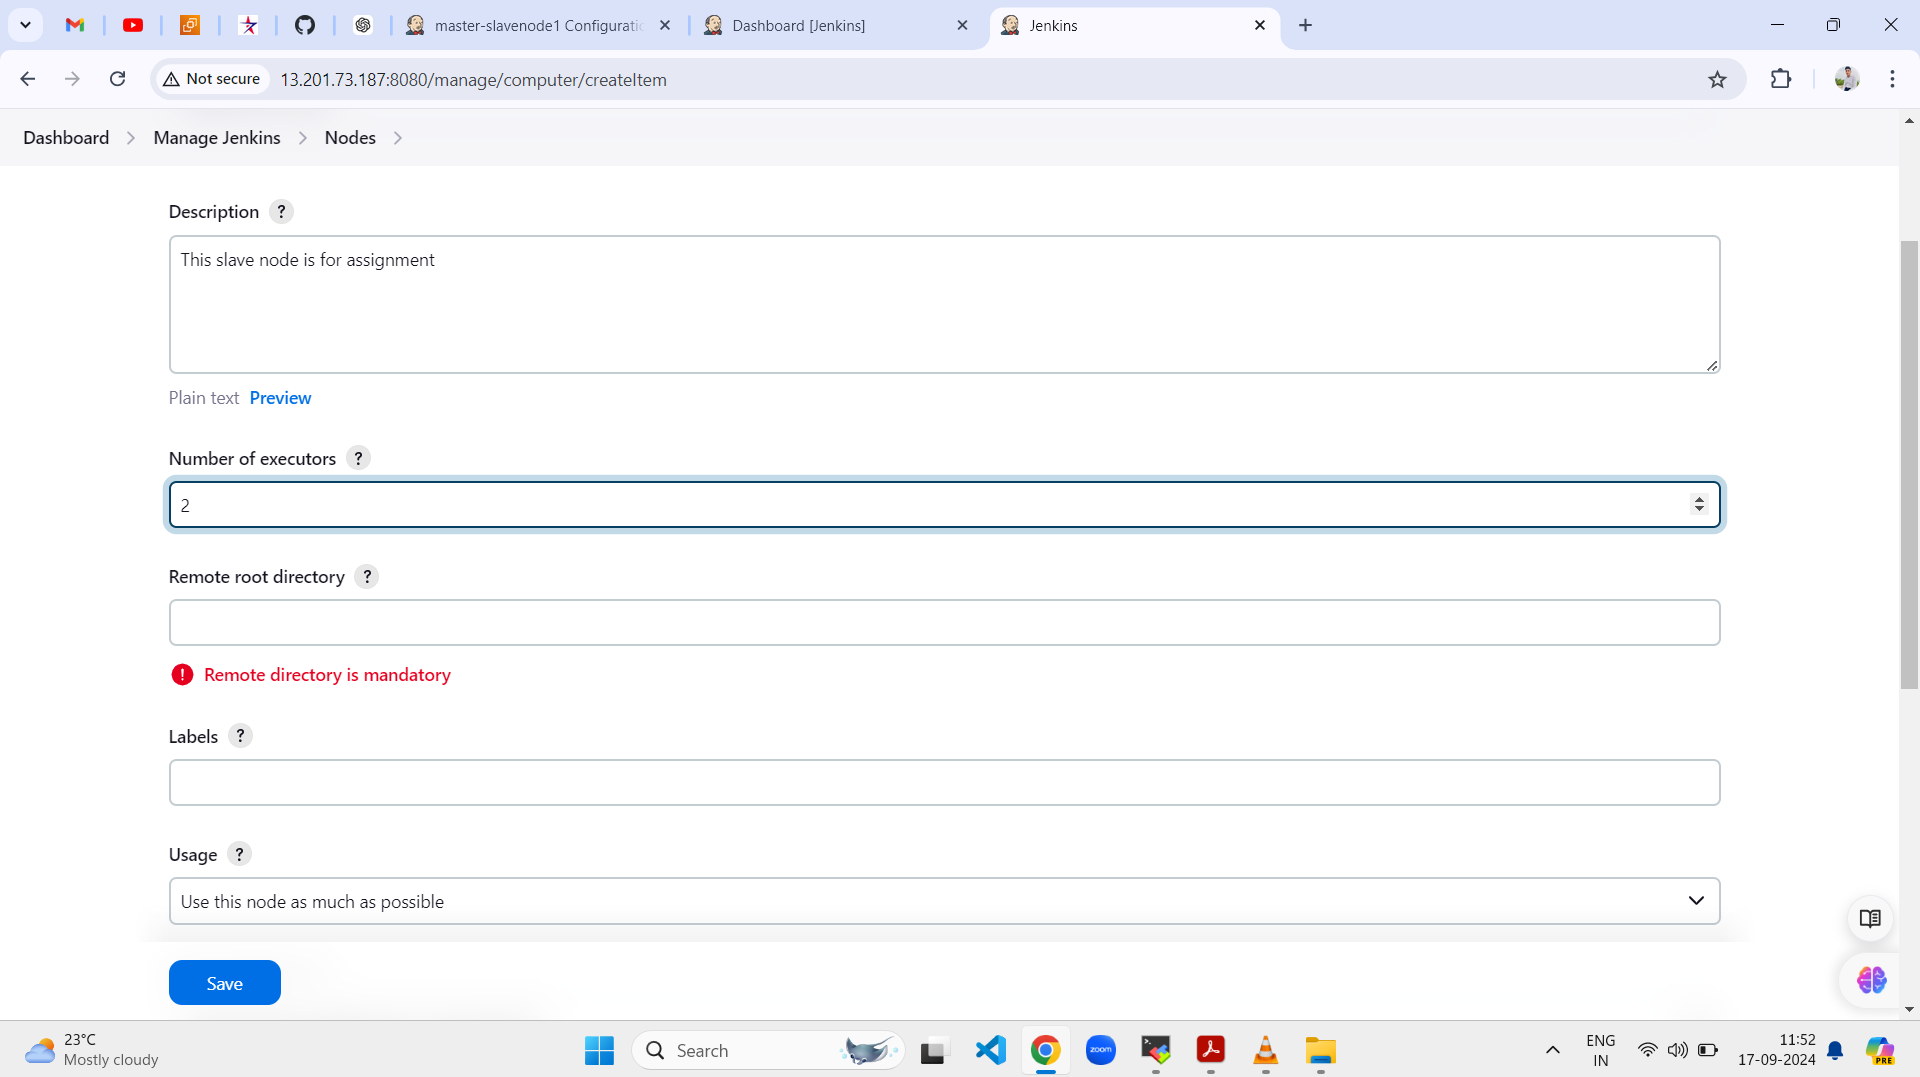 master-slavenode1 Configuratio
Dashboard [Jenkins]
Jenkins
Not secure
13.201.73.187:8080/manage/computer/createItem
Dashboard
Manage Jenkins
Nodes
Description ?
This slave node is for assignment
Plain text Preview
Number of executors ?
2
Remote root directory ?
! Remote directory is mandatory
Labels ?
Usage ?
Use this node as much as possible
Save
23°C
Mostly cloudy
Search
zoom
PRE
ENG
IN
11:52
17-09-2024